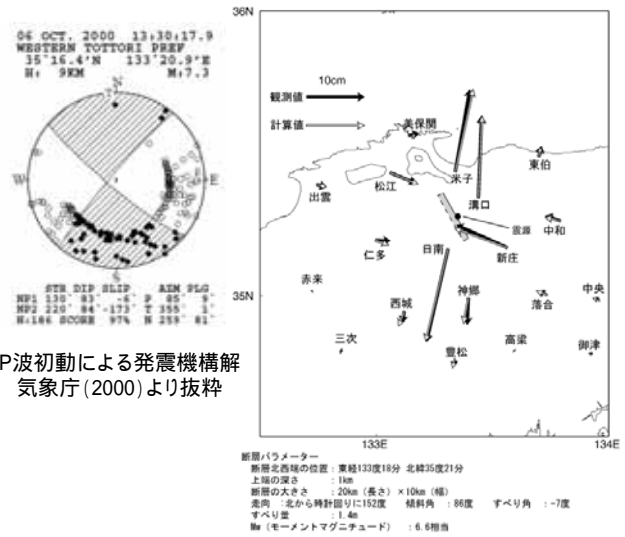 06 OCT. 2000 13:30:17.9
WESTERN TOTTORI PREF
35°16.4'N 133°20.9'E
H: 9KM M:7.3
N
T
W
E
S
STR DIP SLIP AZM PLG
NP1 130° 83° -6° P 85° 9°
NP2 220° 84° -173° T 355° 1°
N:186 SCORE 97% N 259° 81°
P波初動による発震機構解
気象庁(2000)より抜粋
36N
10cm
観測値
計算値
美保関
米子
東伯
松江
出雲
溝口
震源
中和
日南
新庄
仁多
赤来
35N
西城
神郷
落合
中央
三次
豊松
高梁
御津
133E
134E
断層パラメーター
断層北西端の位置:東経133度18分 北緯35度21分
上端の深さ :1km
断層の大きさ :20km(長さ)×10km(幅)
走向 :北から時計回りに152度 傾斜角 :86度 すべり角 :-7度
すべり量 :1.4m
Mw(モーメントマグニチュード) :6.6相当